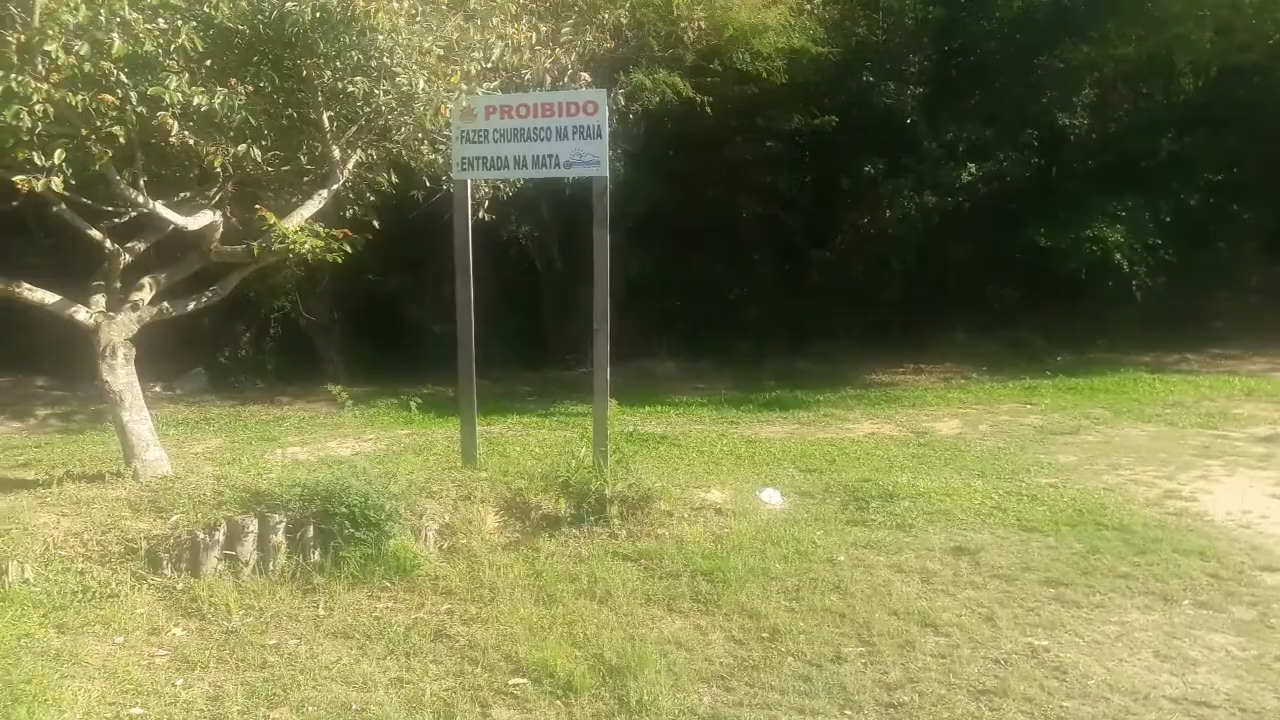 PROIBIDO
•FAZER CHURRASCO NA PRAIA
•ENTRADA NA MATA